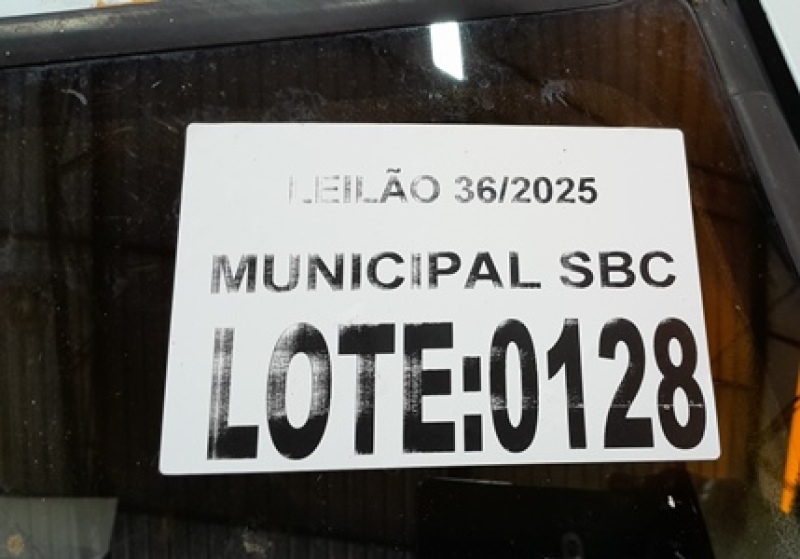 LEILÃO 36/2025
MUNICIPAL SBC
LOTE:0128